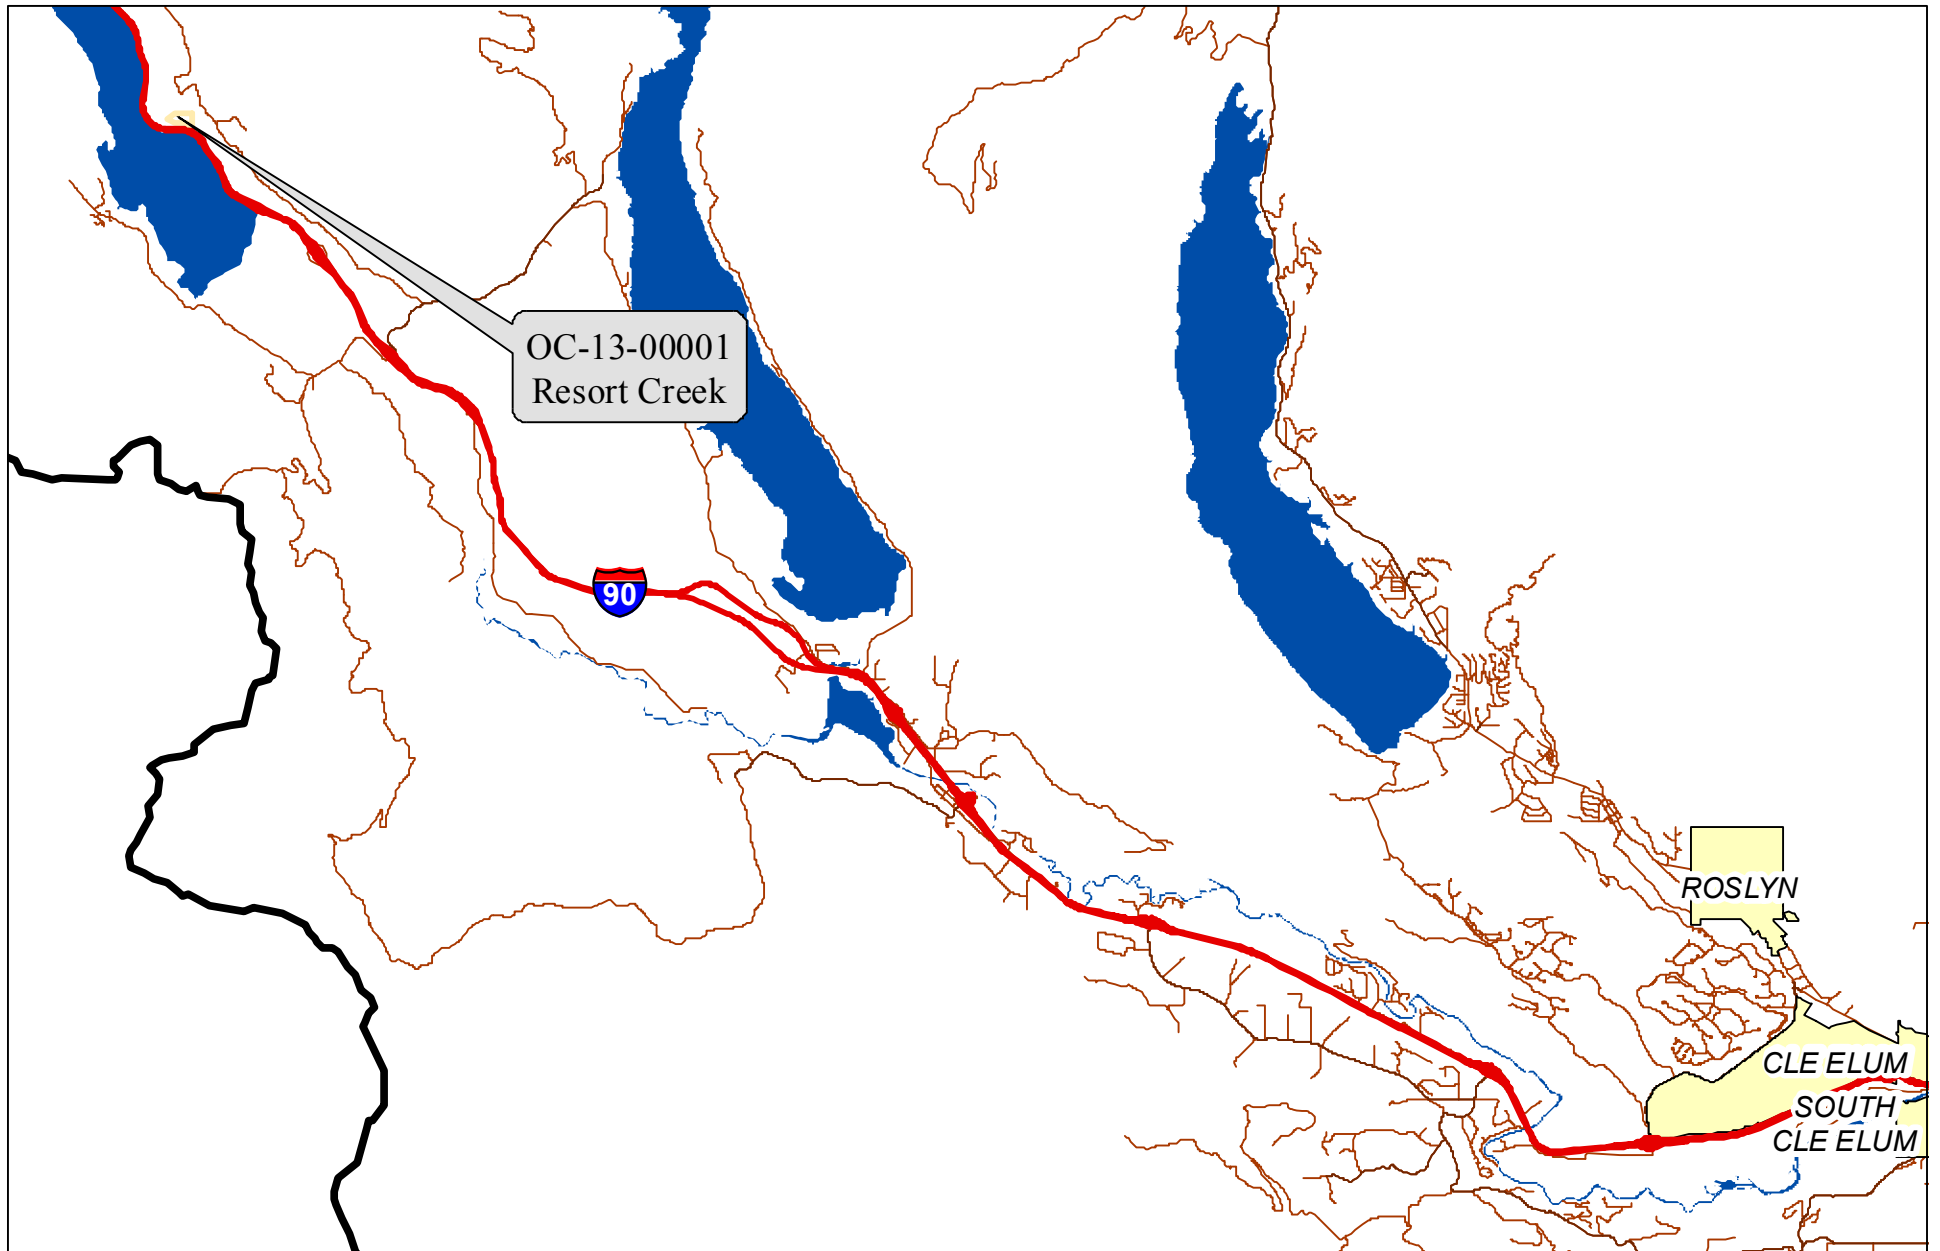 OC-13-00001
Resort Creek
90
ROSLYN
CLE ELUM
SOUTH
CLE ELUM